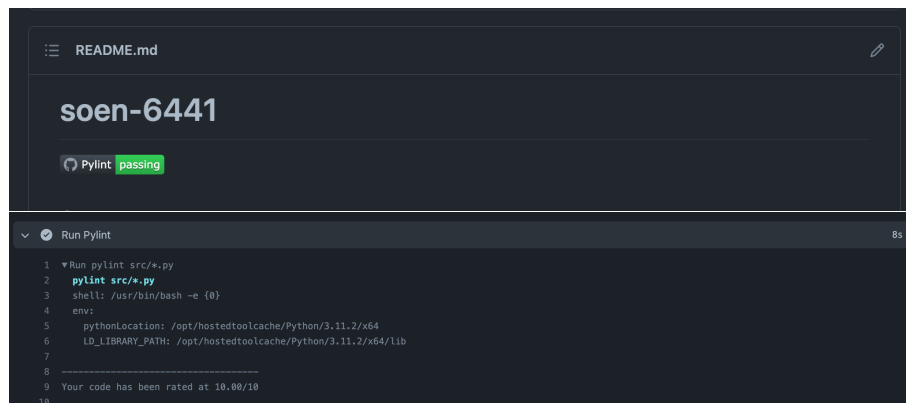 README.md
soen-6441
Pylint passing
Run Pylint 8s
1 ▼Run pylint src/*.py
2 pylint src/*.py
3 shell: /usr/bin/bash -e {0}
4 env:
5 pythonLocation: /opt/hostedtoolcache/Python/3.11.2/x64
6 LD_LIBRARY_PATH: /opt/hostedtoolcache/Python/3.11.2/x64/lib
7
8 ------------------------------------
9 Your code has been rated at 10.00/10
10